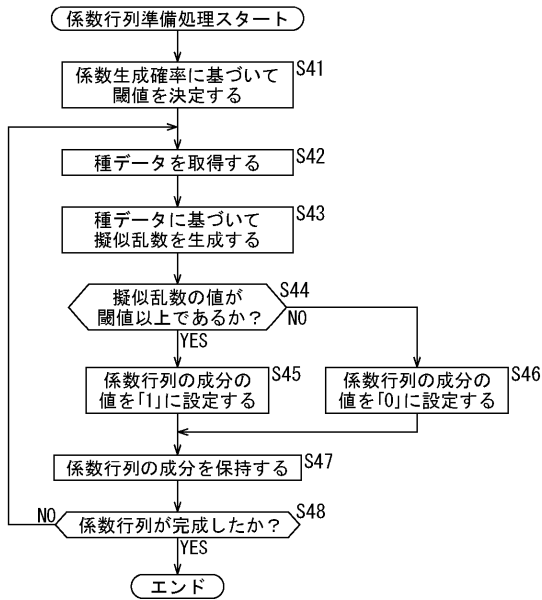 係数行列準備処理スタート
S41
係数生成確率に基づいて
閾値を決定する
S42
種データを取得する
S43
種データに基づいて
擬似乱数を生成する
S44
擬似乱数の値が
閾値以上であるか？
NO
YES
S45
係数行列の成分の
値を「1」に設定する
S46
係数行列の成分の
値を「0」に設定する
係数行列の成分を保持する
S47
NO
係数行列が完成したか？
S48
YES
エンド